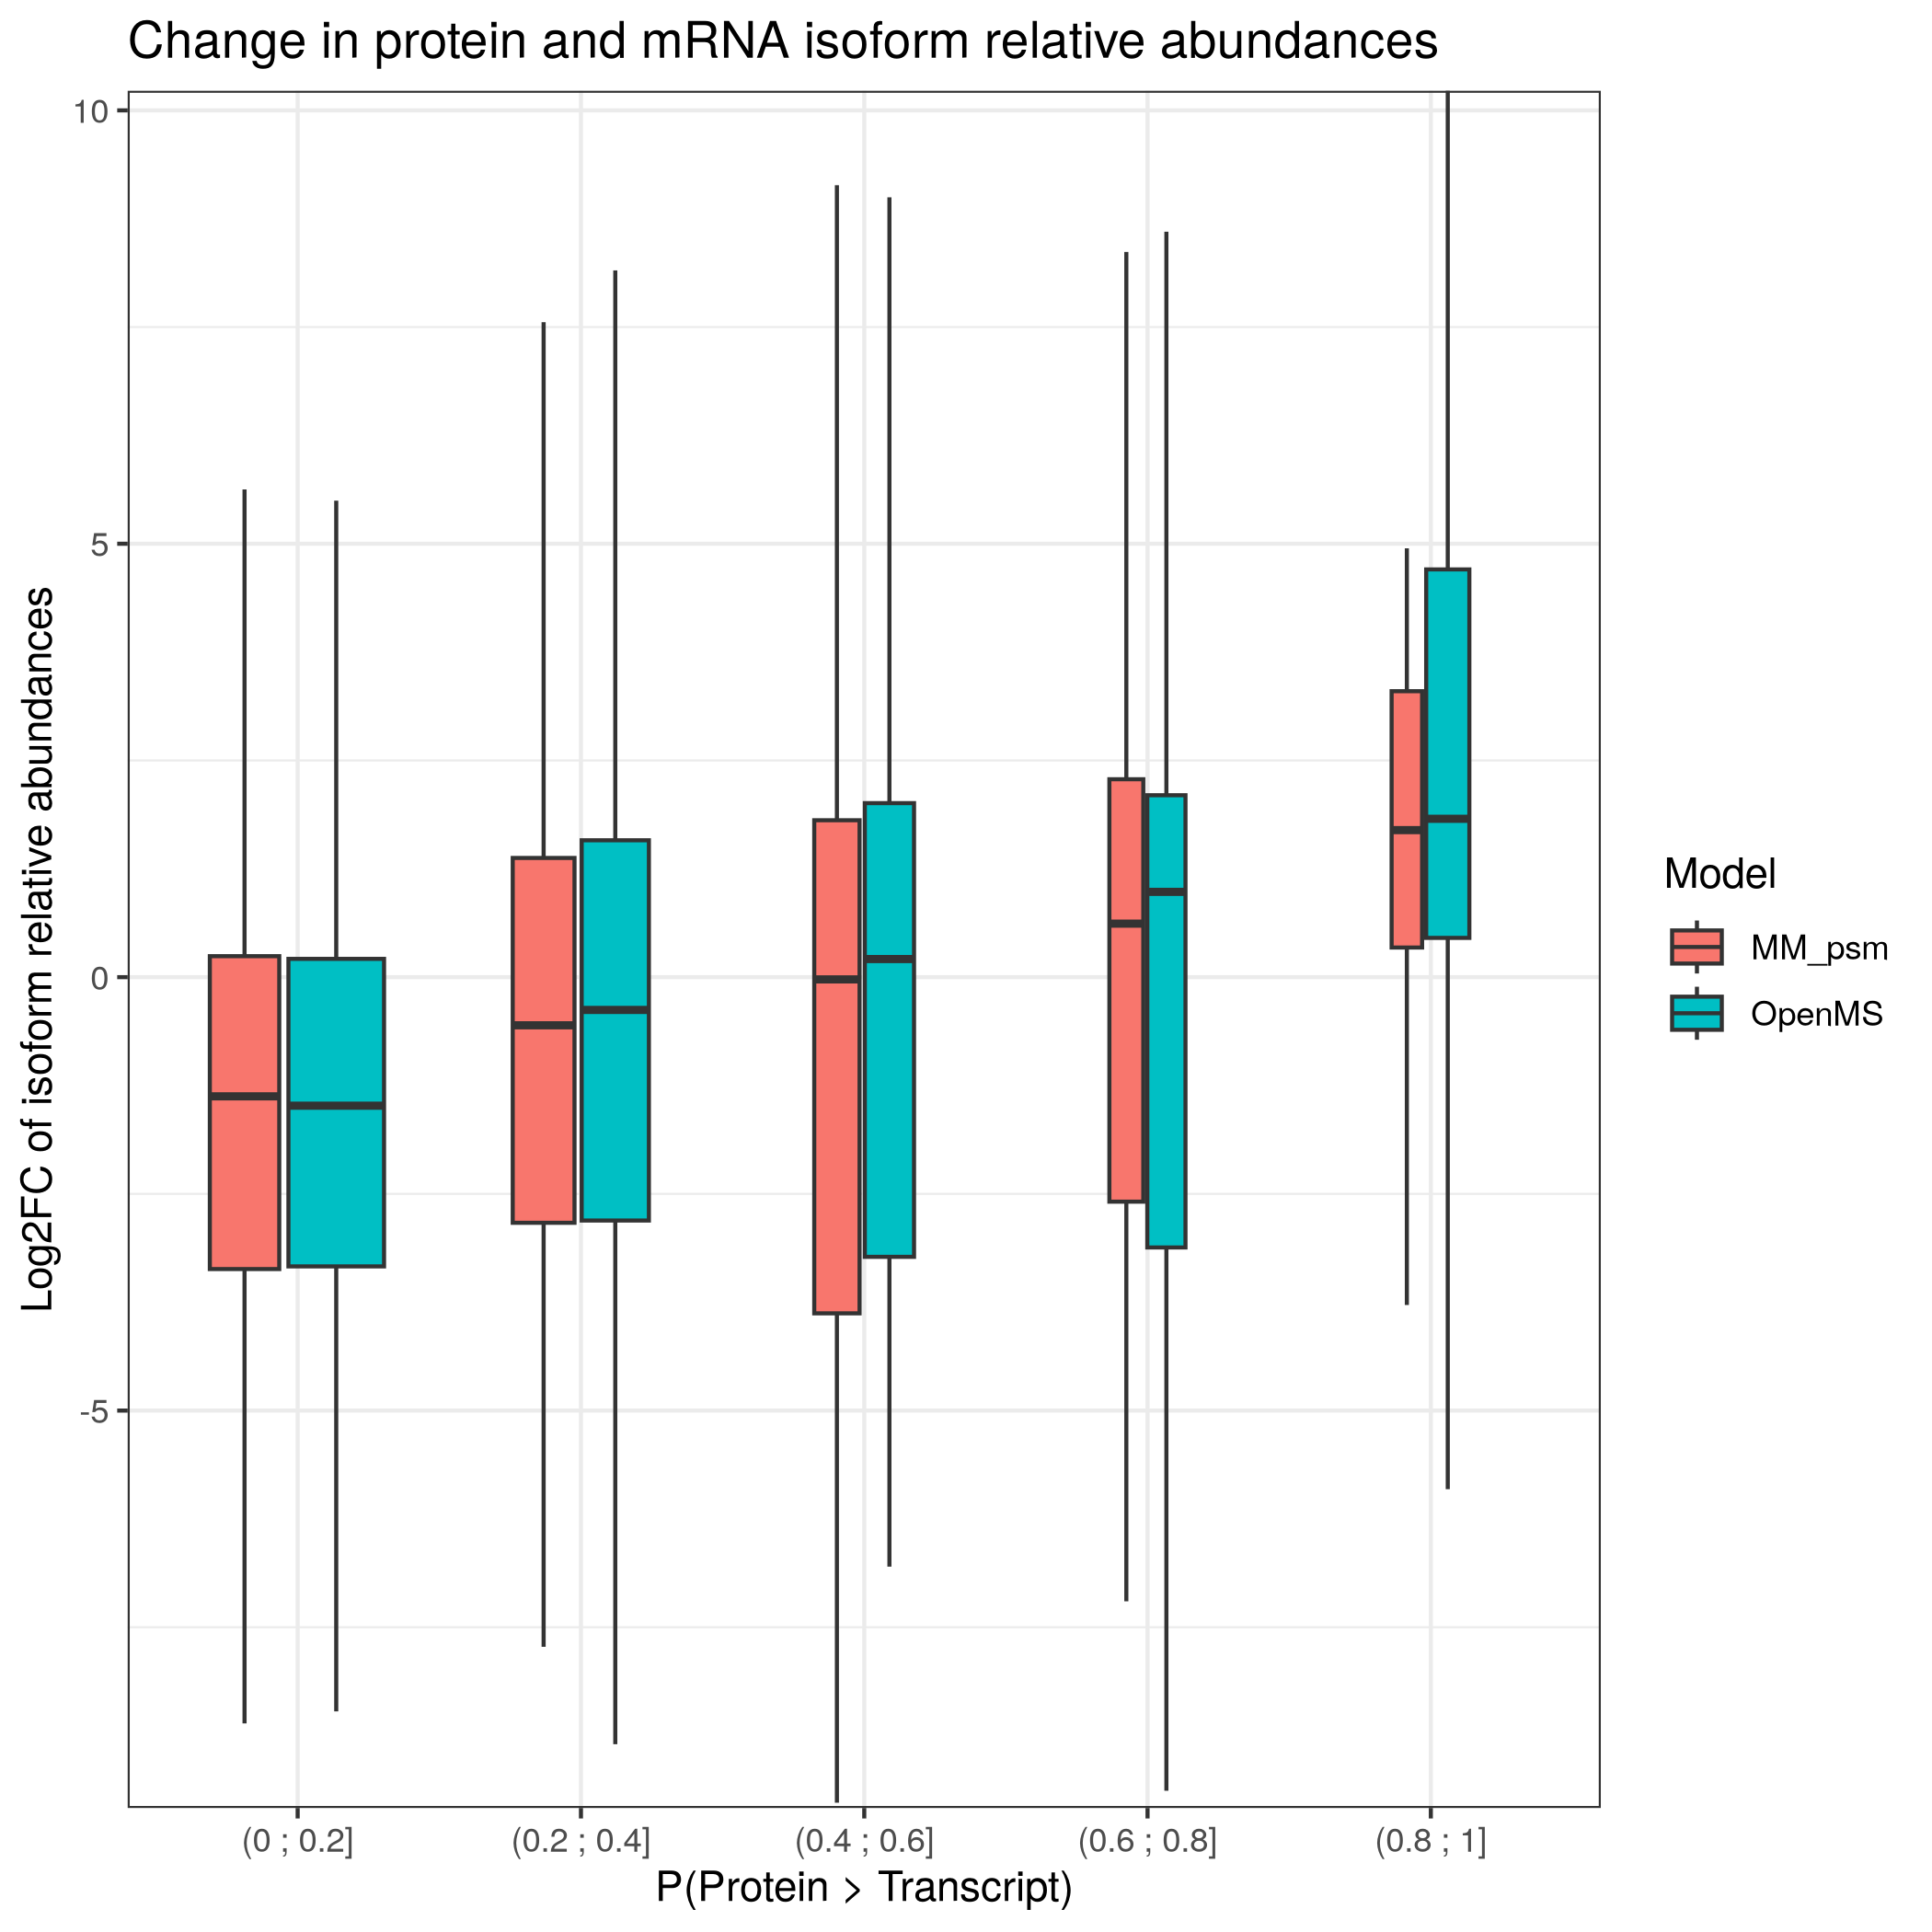 Change in protein and mRNA isoform relative abundances
10
5
0
-5
Log2FC of isoform relative abundances
(0 ; 0.2]
(0.2 ; 0.4]
(0.4 ; 0.6]
(0.6 ; 0.8]
(0.8 ; 1]
P(Protein > Transcript)
Model
MM_psm
OpenMS